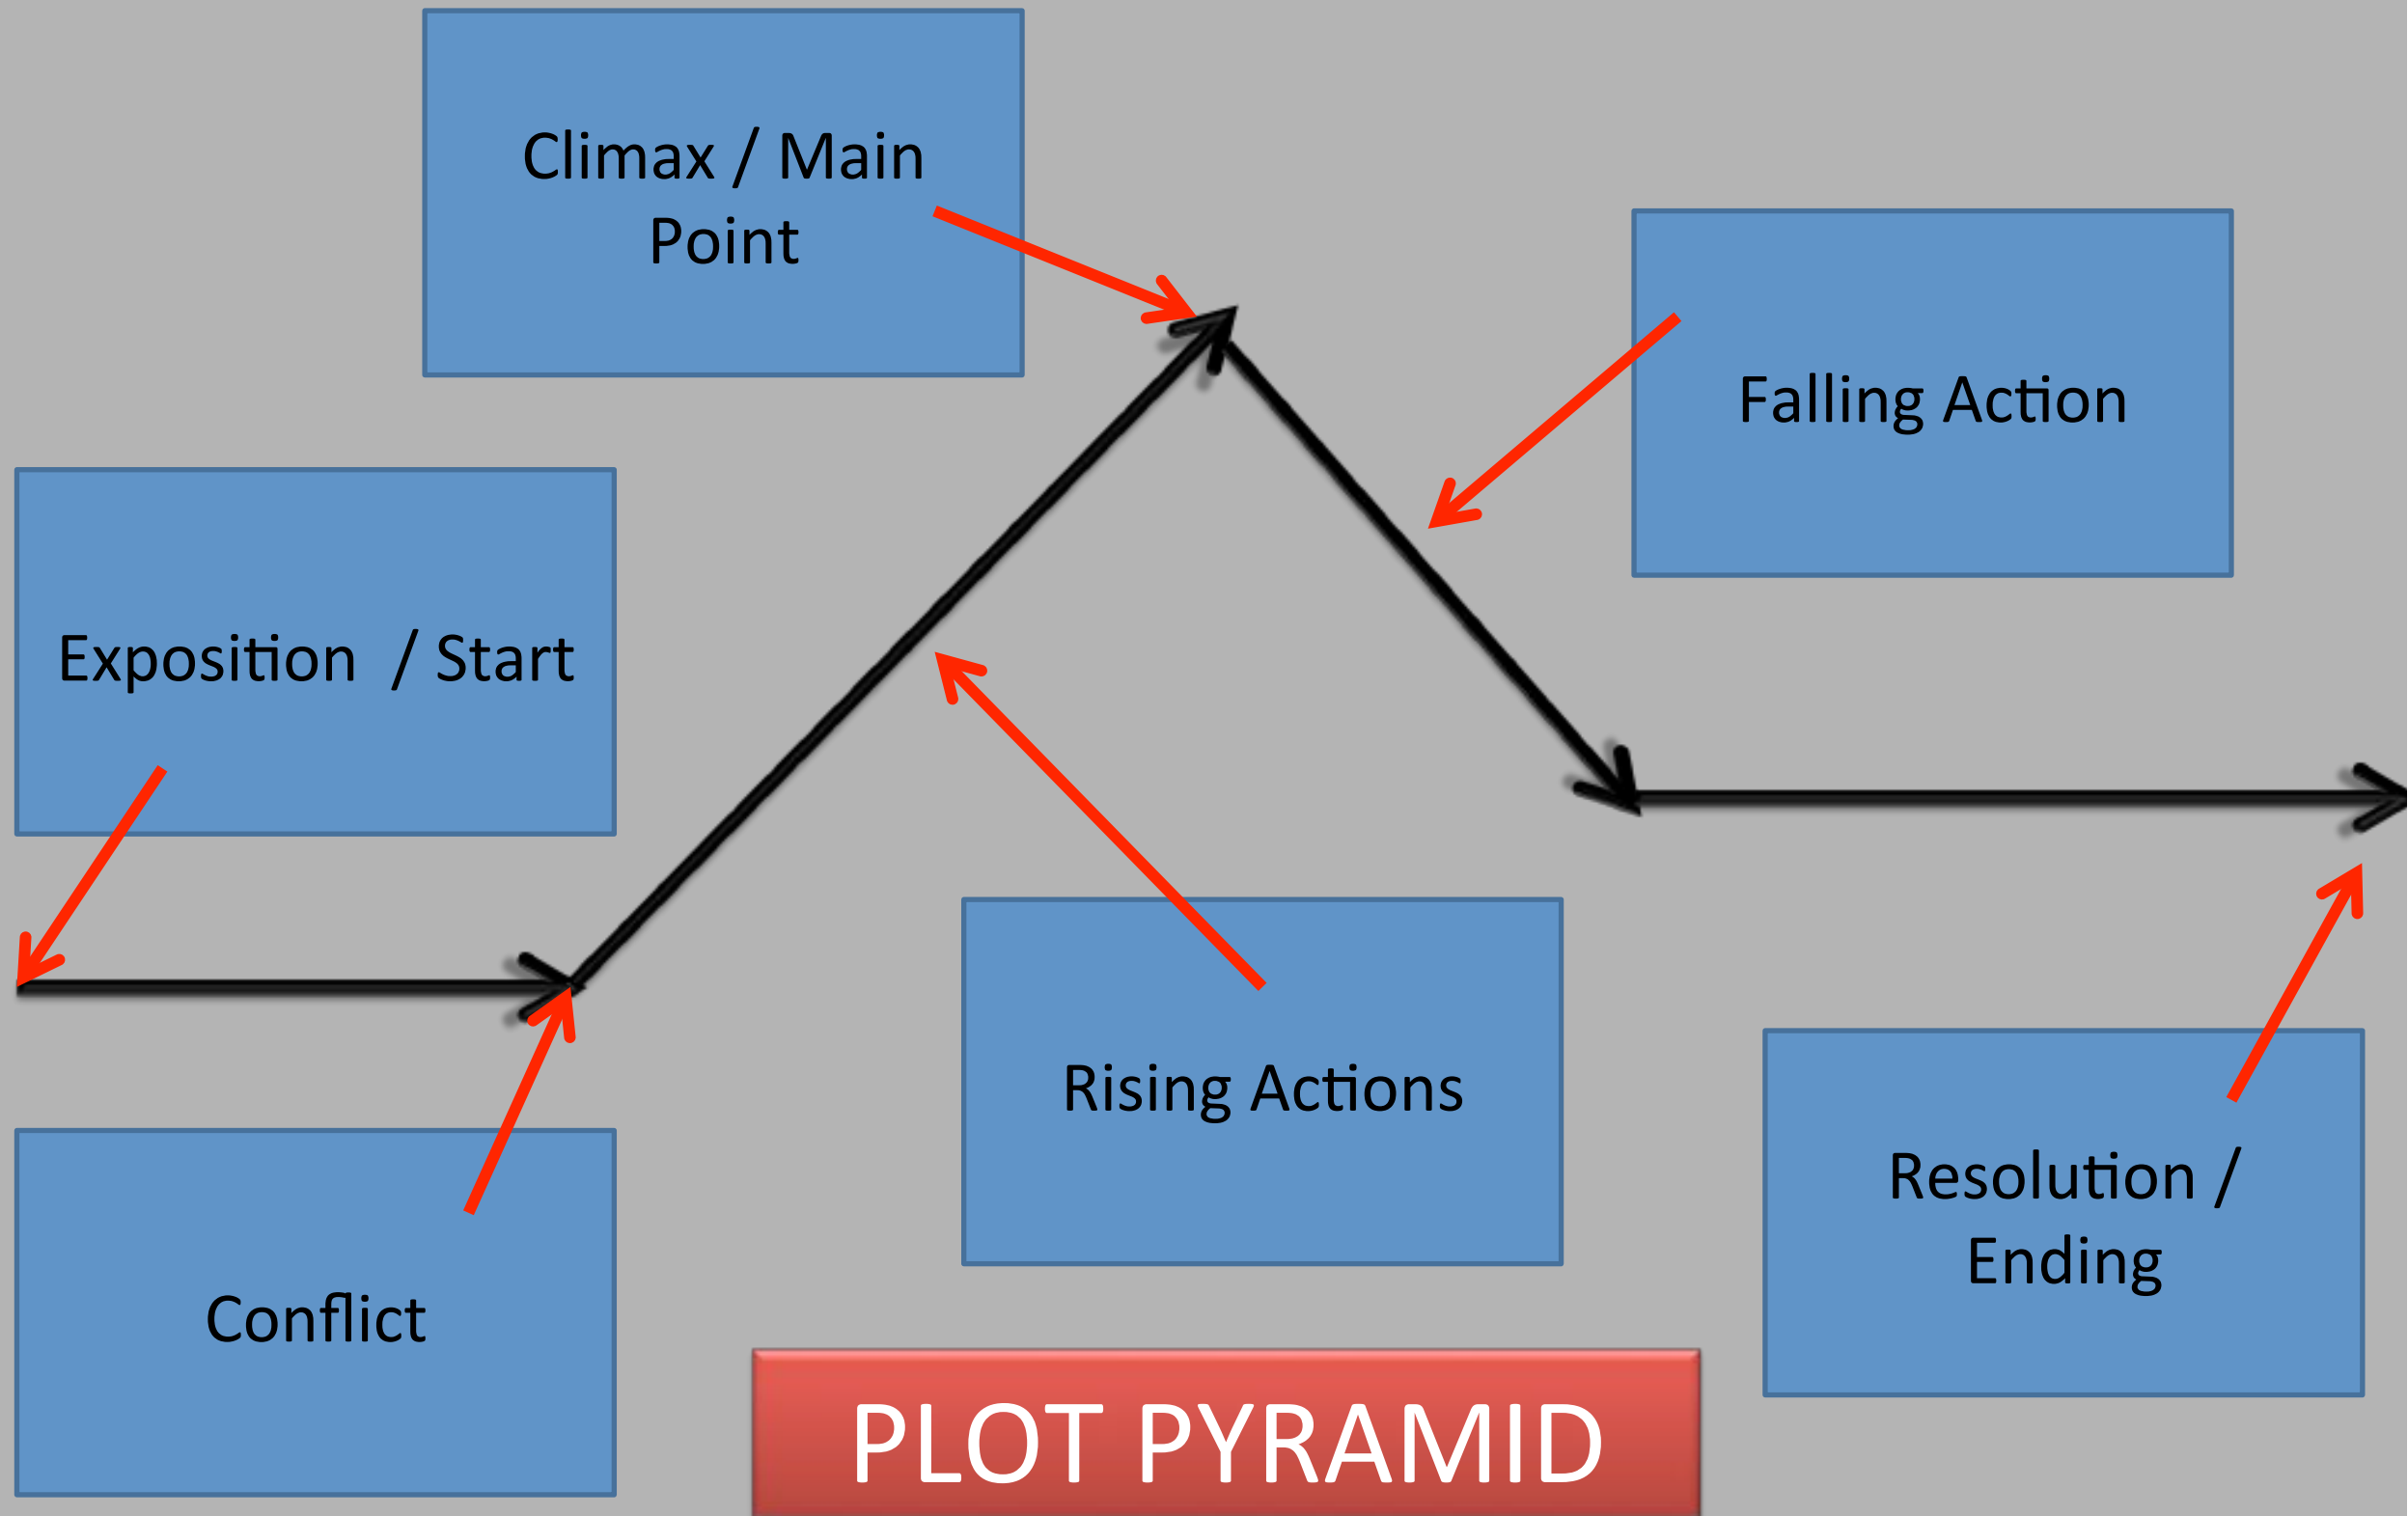 Climax / Main
Point
Falling Action
Exposition / Start
Rising Actions
Resolution /
Ending
Conflict
PLOT PYRAMID